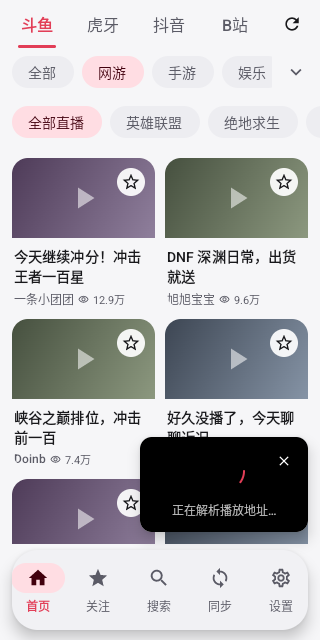 斗鱼 虎牙 抖音 B站
全部 网游 手游 娱乐
全部直播 英雄联盟 绝地求生
今天继续冲分！冲击王者一百星
一条小团团 12.9万
DNF 深渊日常，出货就送
旭旭宝宝 9.6万
峡谷之巅排位，冲击前一百
Doinb 7.4万
好久没播了，今天聊聊近况
正在解析播放地址...
首页 关注 搜索 同步 设置